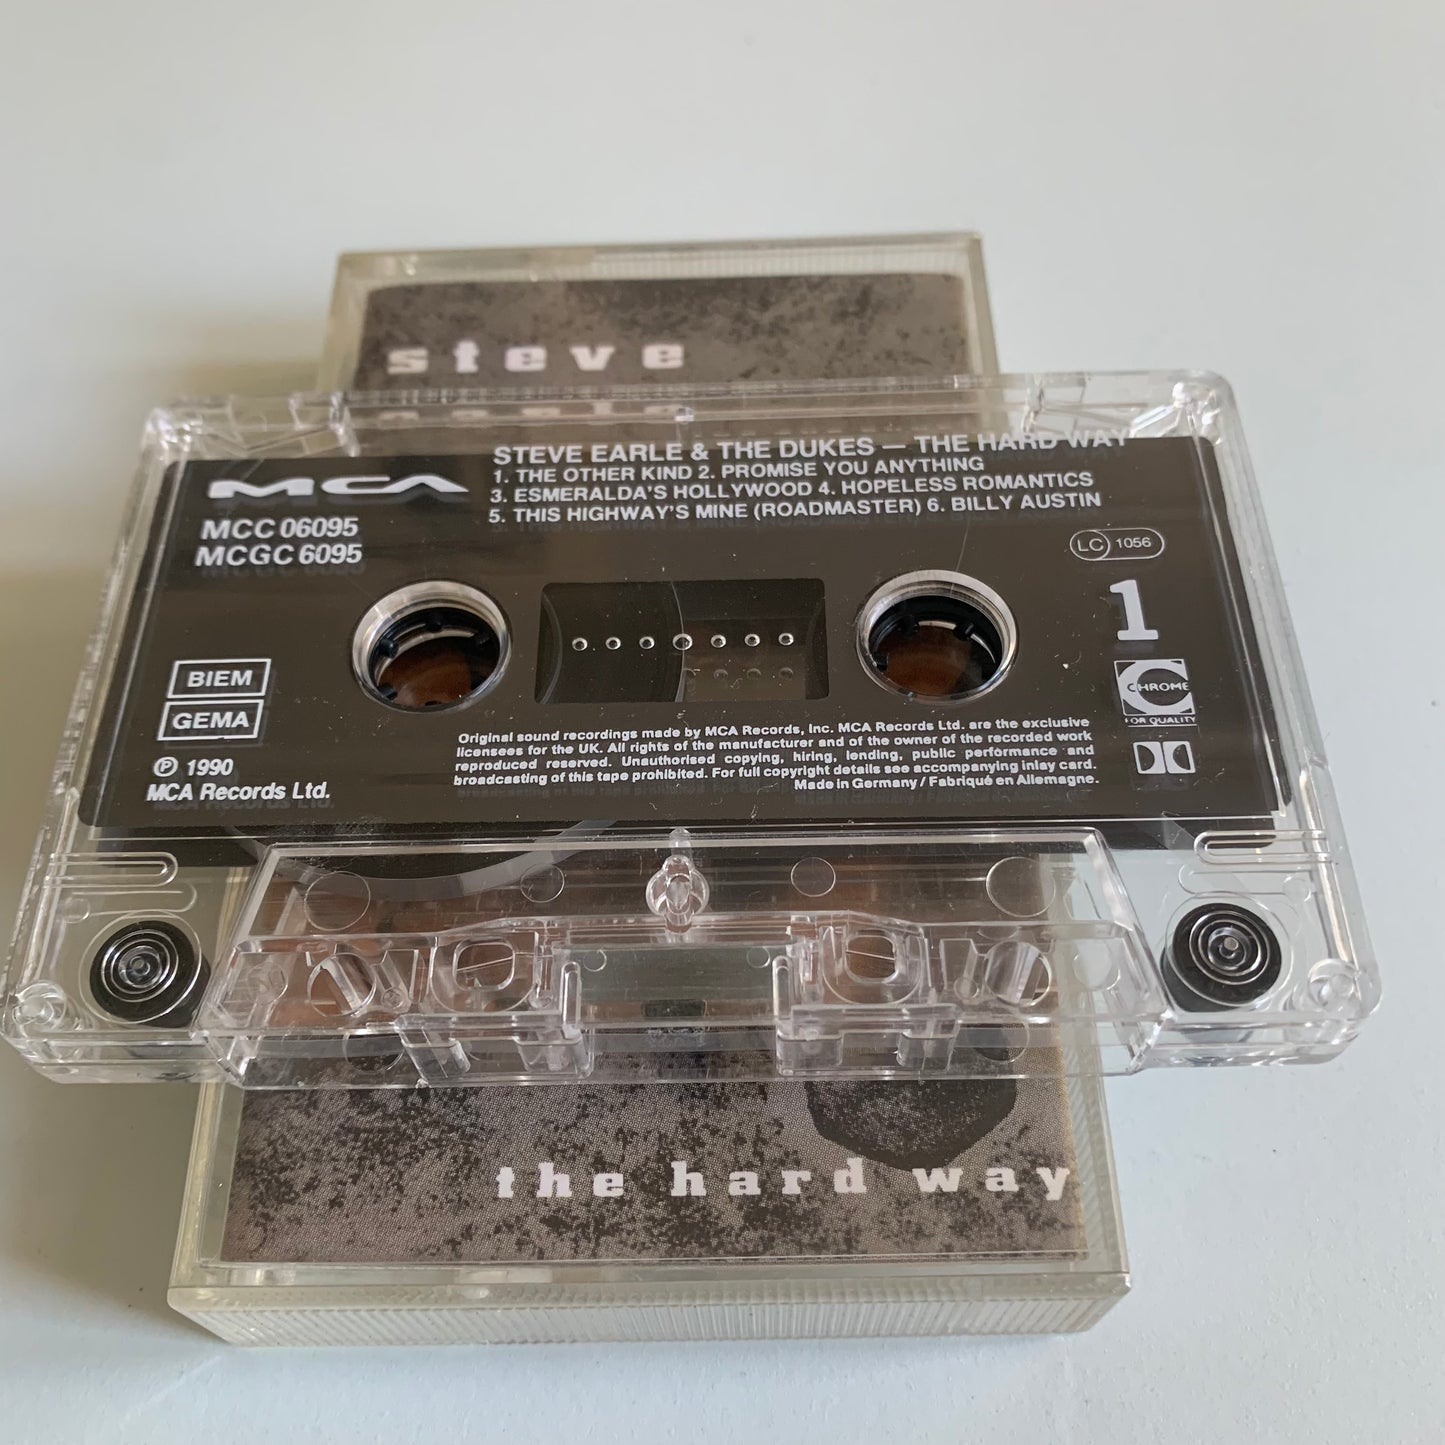 steve
earle
STEVE EARLE & THE DUKES — THE HARD WAY
1. THE OTHER KIND 2. PROMISE YOU ANYTHING
3. ESMERALDA'S HOLLYWOOD 4. HOPELESS ROMANTICS
5. THIS HIGHWAY'S MINE (ROADMASTER) 6. BILLY AUSTIN
MCA
MCC 06095
MCGC 6095
LC 1056
1
CHROME
FOR QUALITY
BIEM
GEMA
℗ 1990
MCA Records Ltd.
Original sound recordings made by MCA Records, Inc. MCA Records Ltd. are the exclusive
licensees for the UK. All rights of the manufacturer and of the owner of the recorded work
reproduced reserved. Unauthorised copying, hiring, lending, public performance and
broadcasting of this tape prohibited. For full copyright details see accompanying inlay card.
Made in Germany / Fabriqué en Allemagne.
the hard way